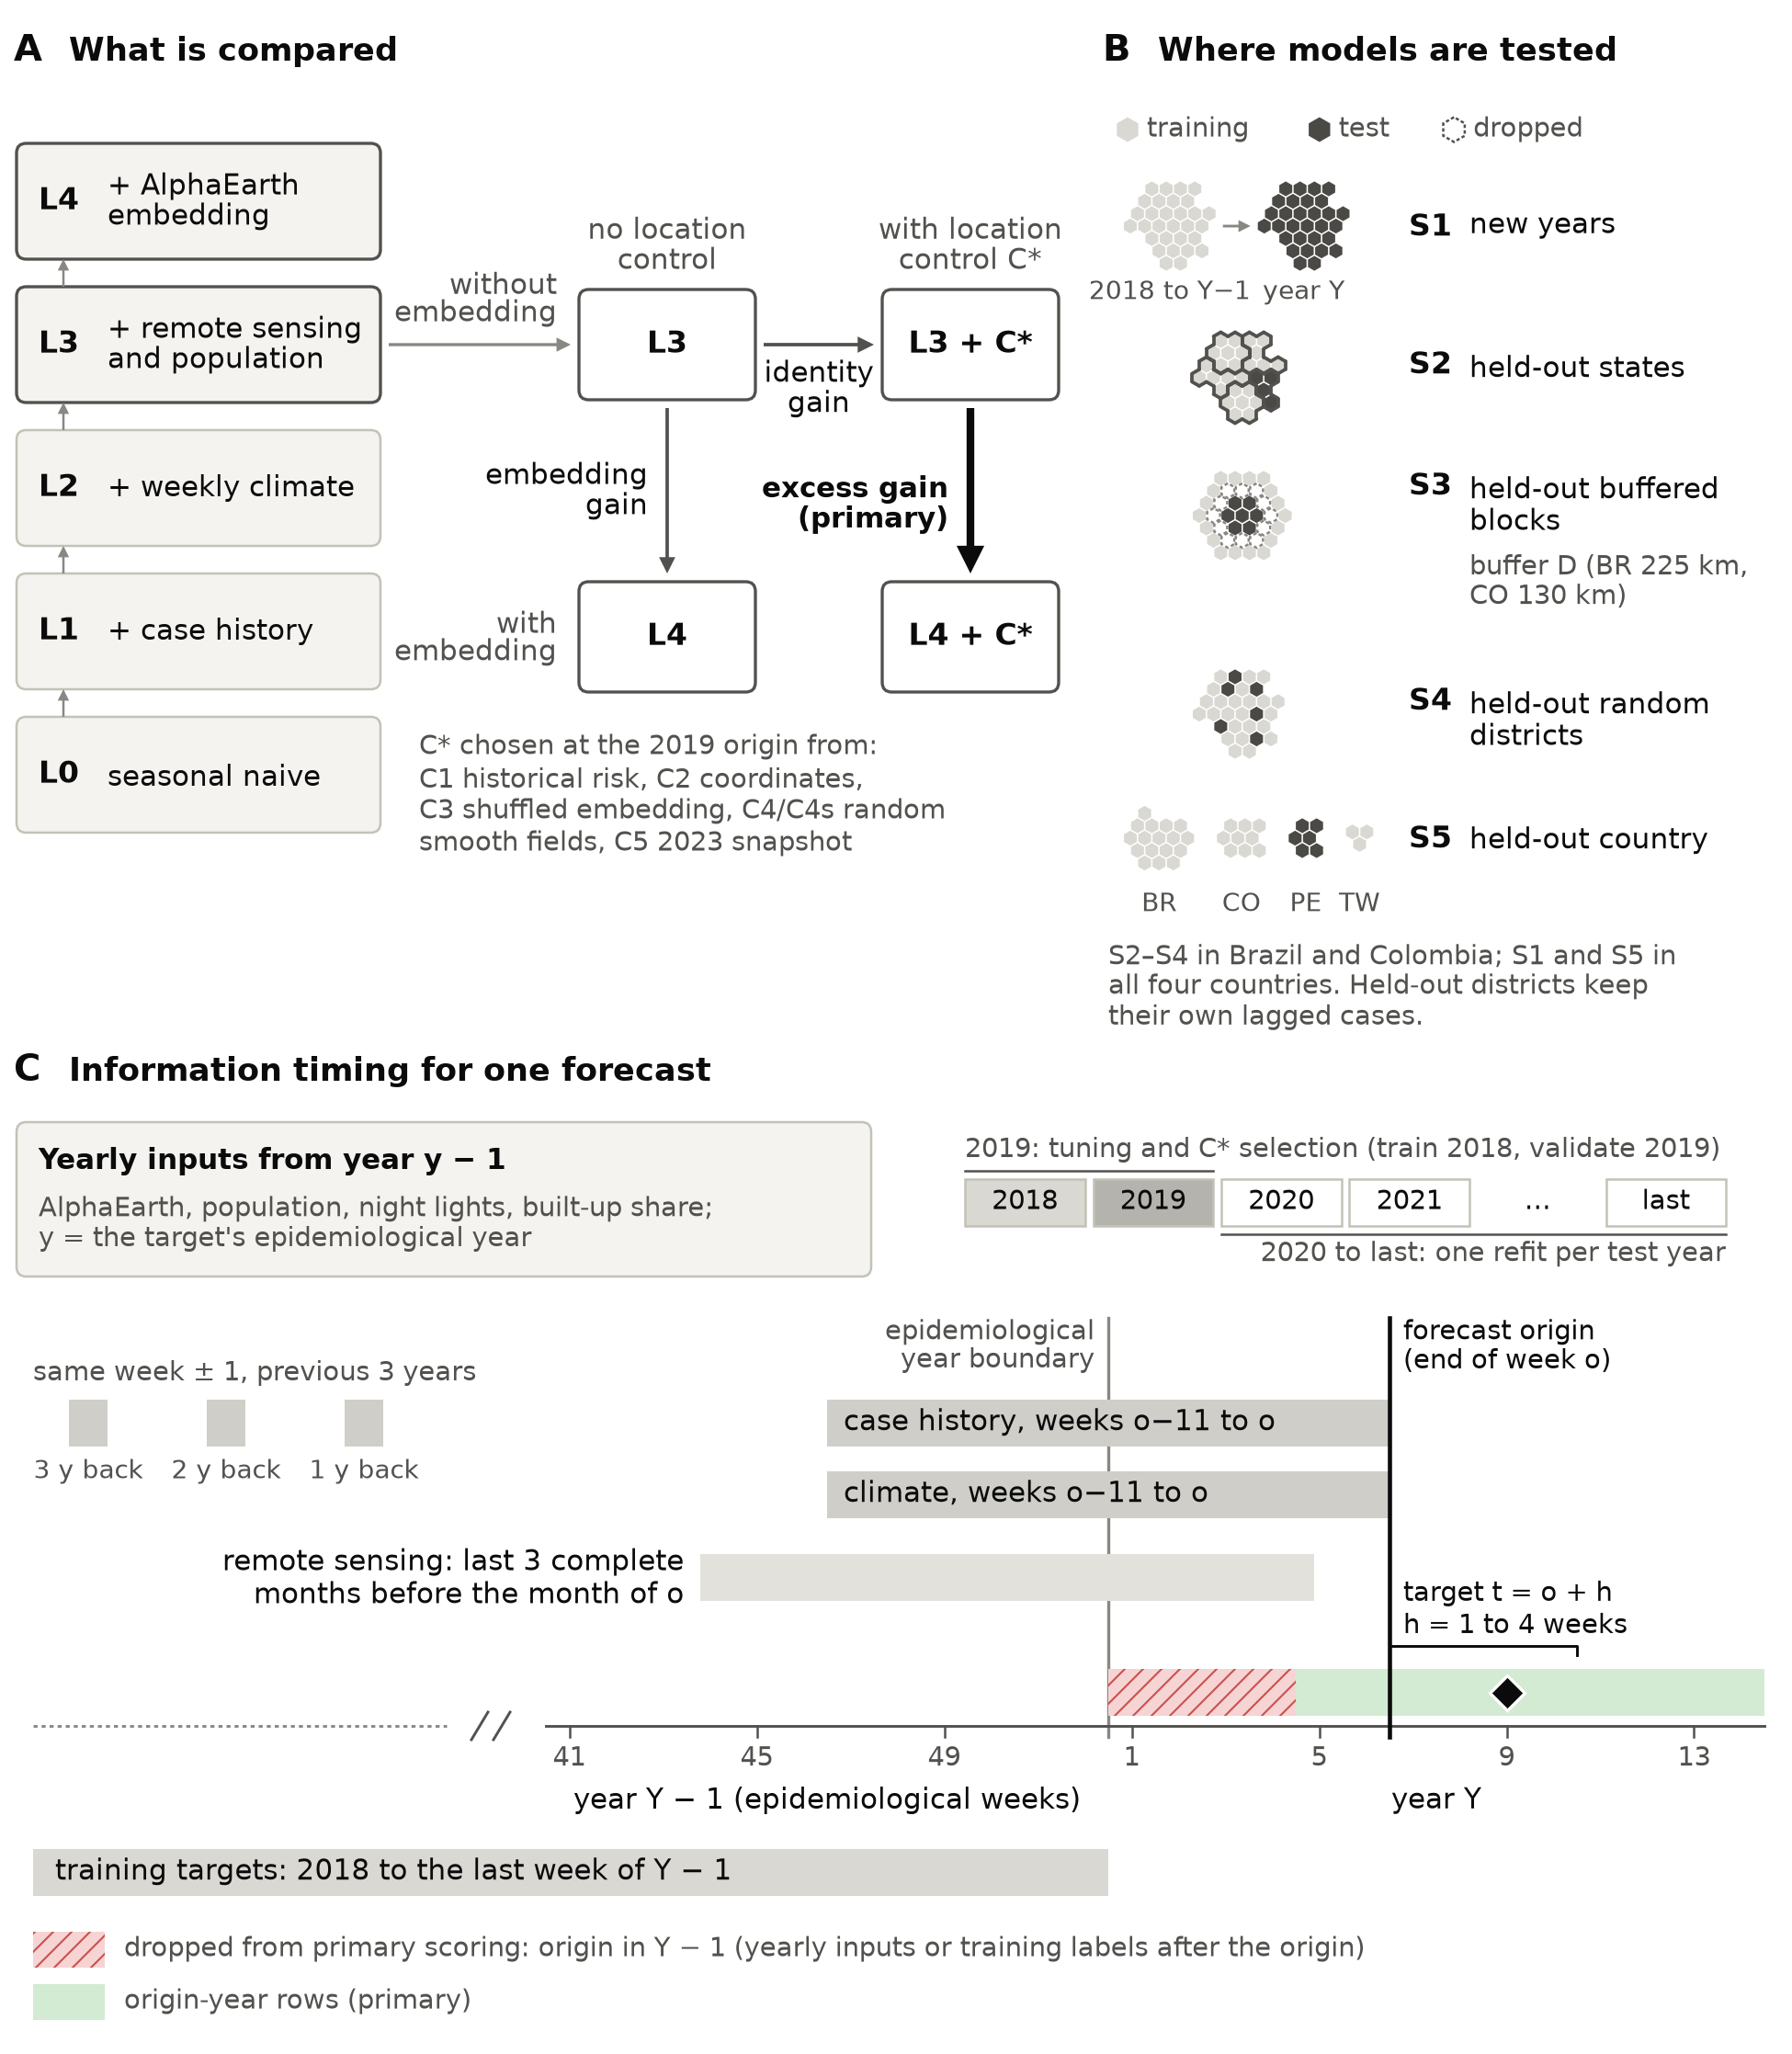 A What is compared
L4 + AlphaEarth
embedding
L3 + remote sensing
and population
L2 + weekly climate
L1 + case history
L0 seasonal naive
without
embedding
with
embedding
no location
control
with location
control C*
L3
L3 + C*
identity
gain
embedding
gain
excess gain
(primary)
L4
L4 + C*
C* chosen at the 2019 origin from:
C1 historical risk, C2 coordinates,
C3 shuffled embedding, C4/C4s random
smooth fields, C5 2023 snapshot
B Where models are tested
training test dropped
2018 to Y−1 year Y
S1 new years
S2 held-out states
S3 held-out buffered
blocks
buffer D (BR 225 km,
CO 130 km)
S4 held-out random
districts
S5 held-out country
BR CO PE TW
S2–S4 in Brazil and Colombia; S1 and S5 in
all four countries. Held-out districts keep
their own lagged cases.
C Information timing for one forecast
Yearly inputs from year y − 1
AlphaEarth, population, night lights, built-up share;
y = the target's epidemiological year
2019: tuning and C* selection (train 2018, validate 2019)
2018 2019 2020 2021 ... last
2020 to last: one refit per test year
epidemiological
year boundary
forecast origin
(end of week o)
same week ± 1, previous 3 years
3 y back 2 y back 1 y back
case history, weeks o−11 to o
climate, weeks o−11 to o
remote sensing: last 3 complete
months before the month of o
target t = o + h
h = 1 to 4 weeks
41 45 49 1 5 9 13
year Y − 1 (epidemiological weeks) year Y
training targets: 2018 to the last week of Y − 1
dropped from primary scoring: origin in Y − 1 (yearly inputs or training labels after the origin)
origin-year rows (primary)